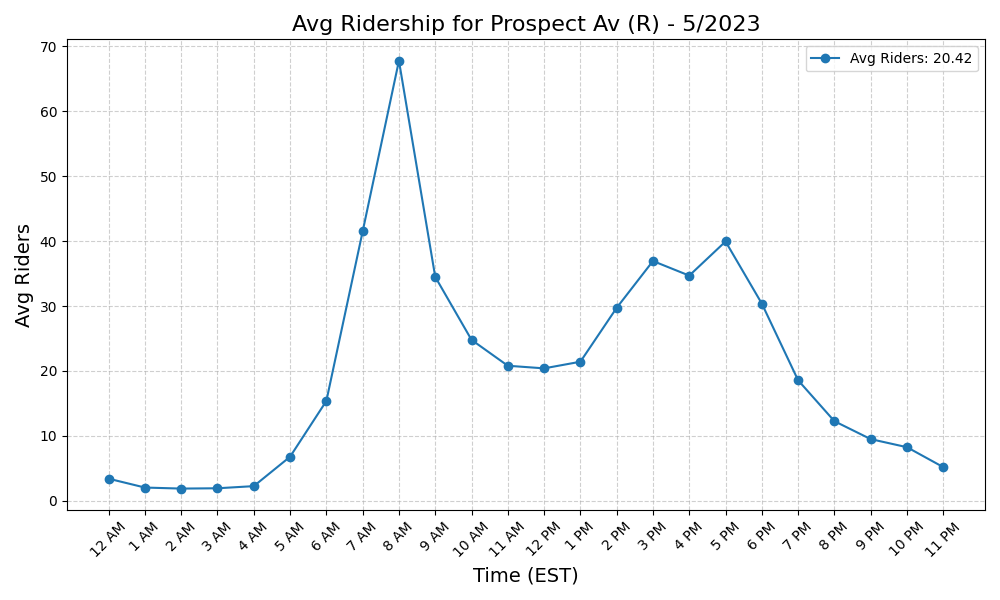 Avg Ridership for Prospect Av (R) - 5/2023
Avg Riders: 20.42
Avg Riders
70
60
50
40
30
20
10
0
12 AM
1 AM
2 AM
3 AM
4 AM
5 AM
6 AM
7 AM
8 AM
9 AM
10 AM
11 AM
12 PM
1 PM
2 PM
3 PM
4 PM
5 PM
6 PM
7 PM
8 PM
9 PM
10 PM
11 PM
Time (EST)